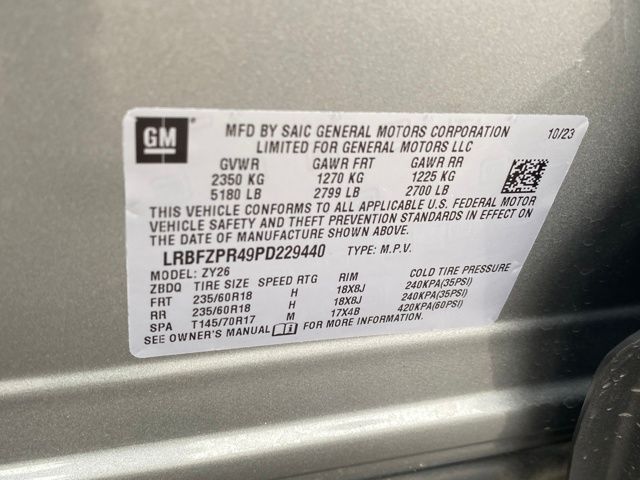 GM
MFD BY SAIC GENERAL MOTORS CORPORATION 10/23
LIMITED FOR GENERAL MOTORS LLC
GVWR GAWR FRT GAWR RR
2350 KG 1270 KG 1225 KG
5180 LB 2799 LB 2700 LB
THIS VEHICLE CONFORMS TO ALL APPLICABLE U.S. FEDERAL MOTOR
VEHICLE SAFETY AND THEFT PREVENTION STANDARDS IN EFFECT ON
THE DATE OF MANUFACTURE SHOWN ABOVE.
LRBFZPR49PD229440 TYPE: M.P.V.
MODEL: ZY26
ZBDQ TIRE SIZE SPEED RTG RIM COLD TIRE PRESSURE
FRT 235/60R18 H 18X8J 240KPA(35PSI)
RR 235/60R18 H 18X8J 240KPA(35PSI)
SPA T145/70R17 M 17X4B 420KPA(60PSI)
SEE OWNER'S MANUAL FOR MORE INFORMATION.